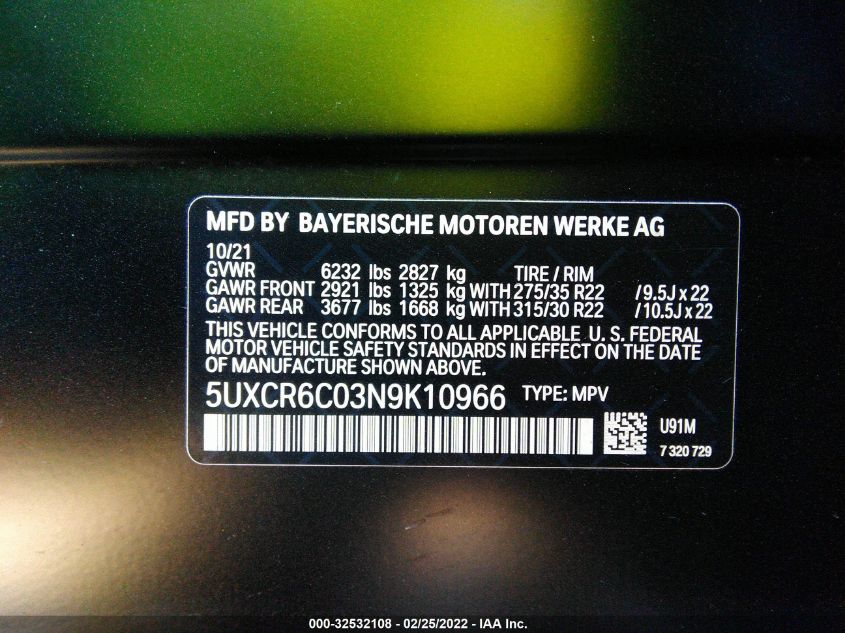 MFD BY BAYERISCHE MOTOREN WERKE AG
10/21
GVWR 6232 lbs 2827 kg TIRE / RIM
GAWR FRONT 2921 lbs 1325 kg WITH 275/35 R22 / 9.5J x 22
GAWR REAR 3677 lbs 1668 kg WITH 315/30 R22 / 10.5J x 22
THIS VEHICLE CONFORMS TO ALL APPLICABLE U. S. FEDERAL
MOTOR VEHICLE SAFETY STANDARDS IN EFFECT ON THE DATE
OF MANUFACTURE SHOWN ABOVE.
5UXCR6C03N9K10966 TYPE: MPV
U91M
7 320 729
000-32532108 - 02/25/2022 - IAA Inc.